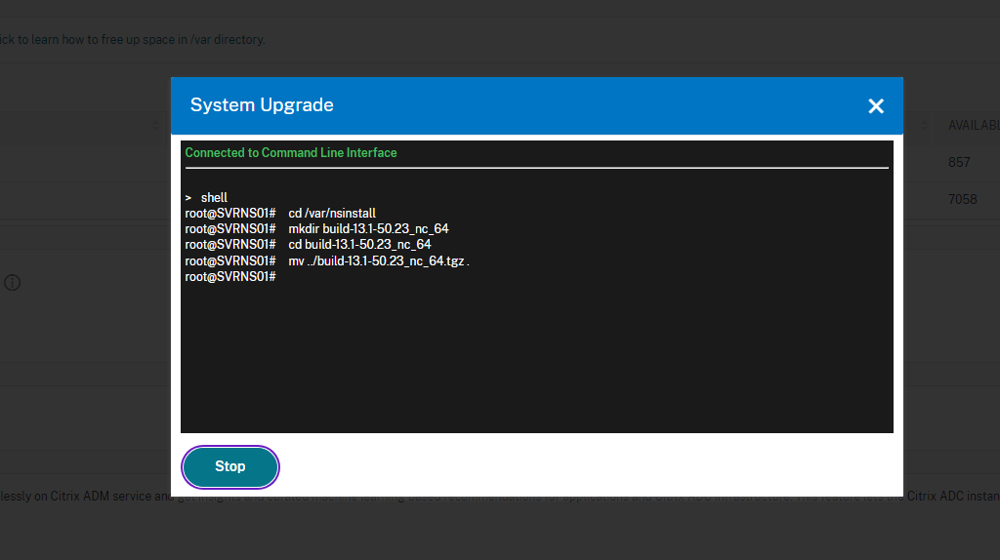 ick to learn how to free up space in /var directory.
System Upgrade
AVAILABL
Connected to Command Line Interface
857
> shell
7058
root@SVRNS01# cd /var/nsinstall
root@SVRNS01# mkdir build-13.1-50.23_nc_64
root@SVRNS01# cd build-13.1-50.23_nc_64
root@SVRNS01# mv ../build-13.1-50.23_nc_64.tgz .
root@SVRNS01#
Stop
lessly on Citrix ADM service an Citrix ADC instan